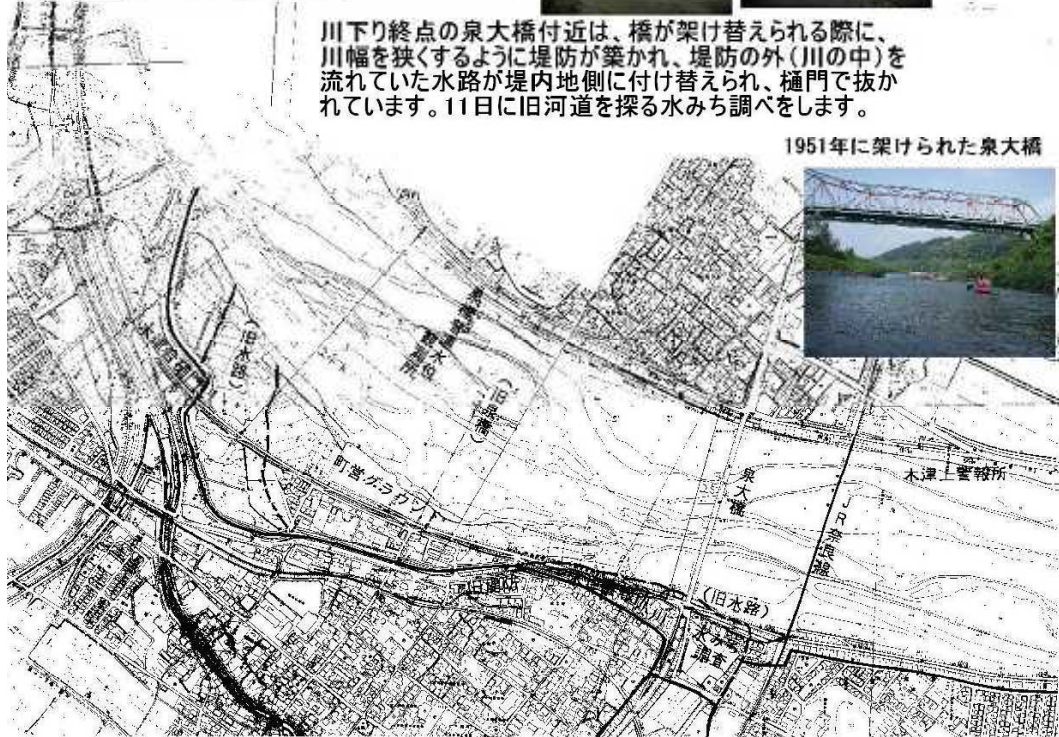 川下り終点の泉大橋付近は、橋が架け替えられる際に、
川幅を狭くするように堤防が築かれ、堤防の外（川の中）を
流れていた水路が堤内地側に付け替えられ、樋門で抜か
れています。11日に旧河道を探る水みち調べをします。
1951年に架けられた泉大橋
（旧水路）
（旧泉橋）
町営グラウンド
泉大橋
JR奈良線
木津上警報所
旧堤防
（旧水路）